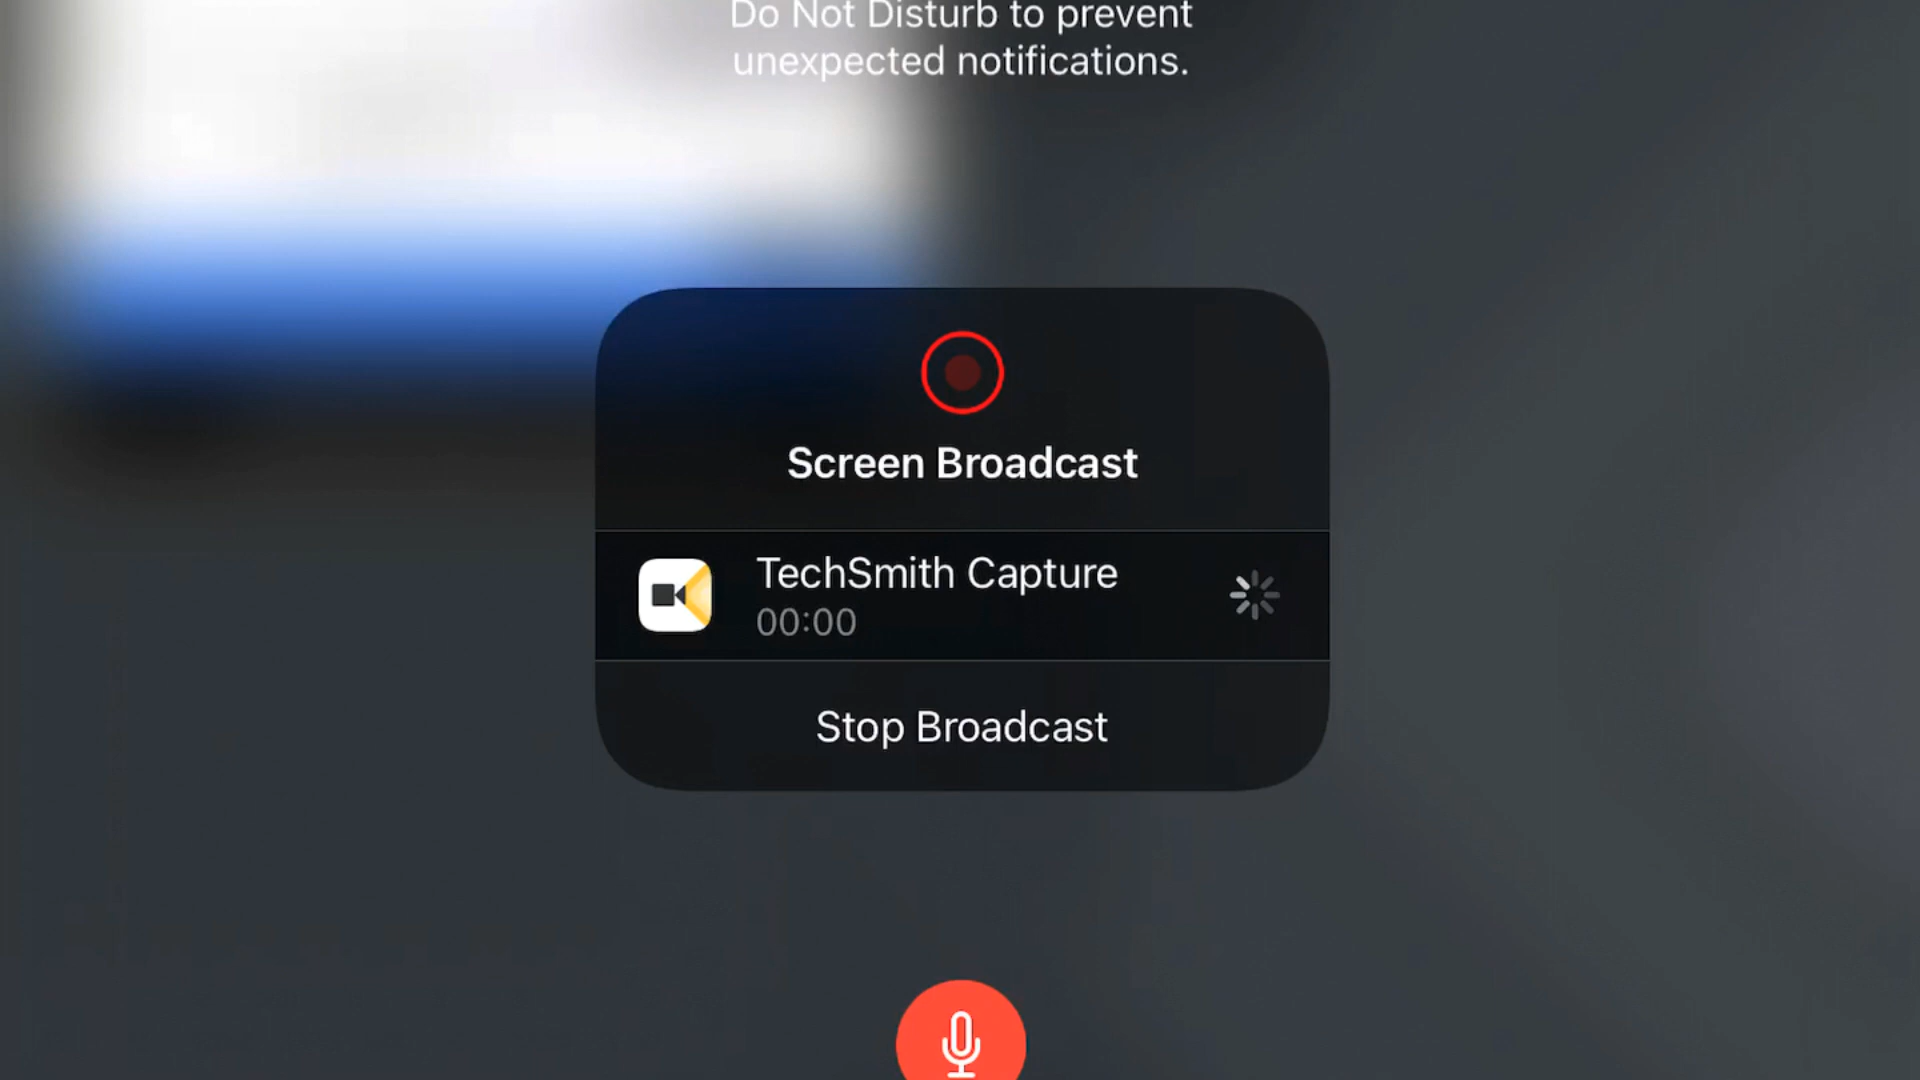 Do Not Disturb to prevent
unexpected notifications.
Screen Broadcast
TechSmith Capture
00:00
Stop Broadcast